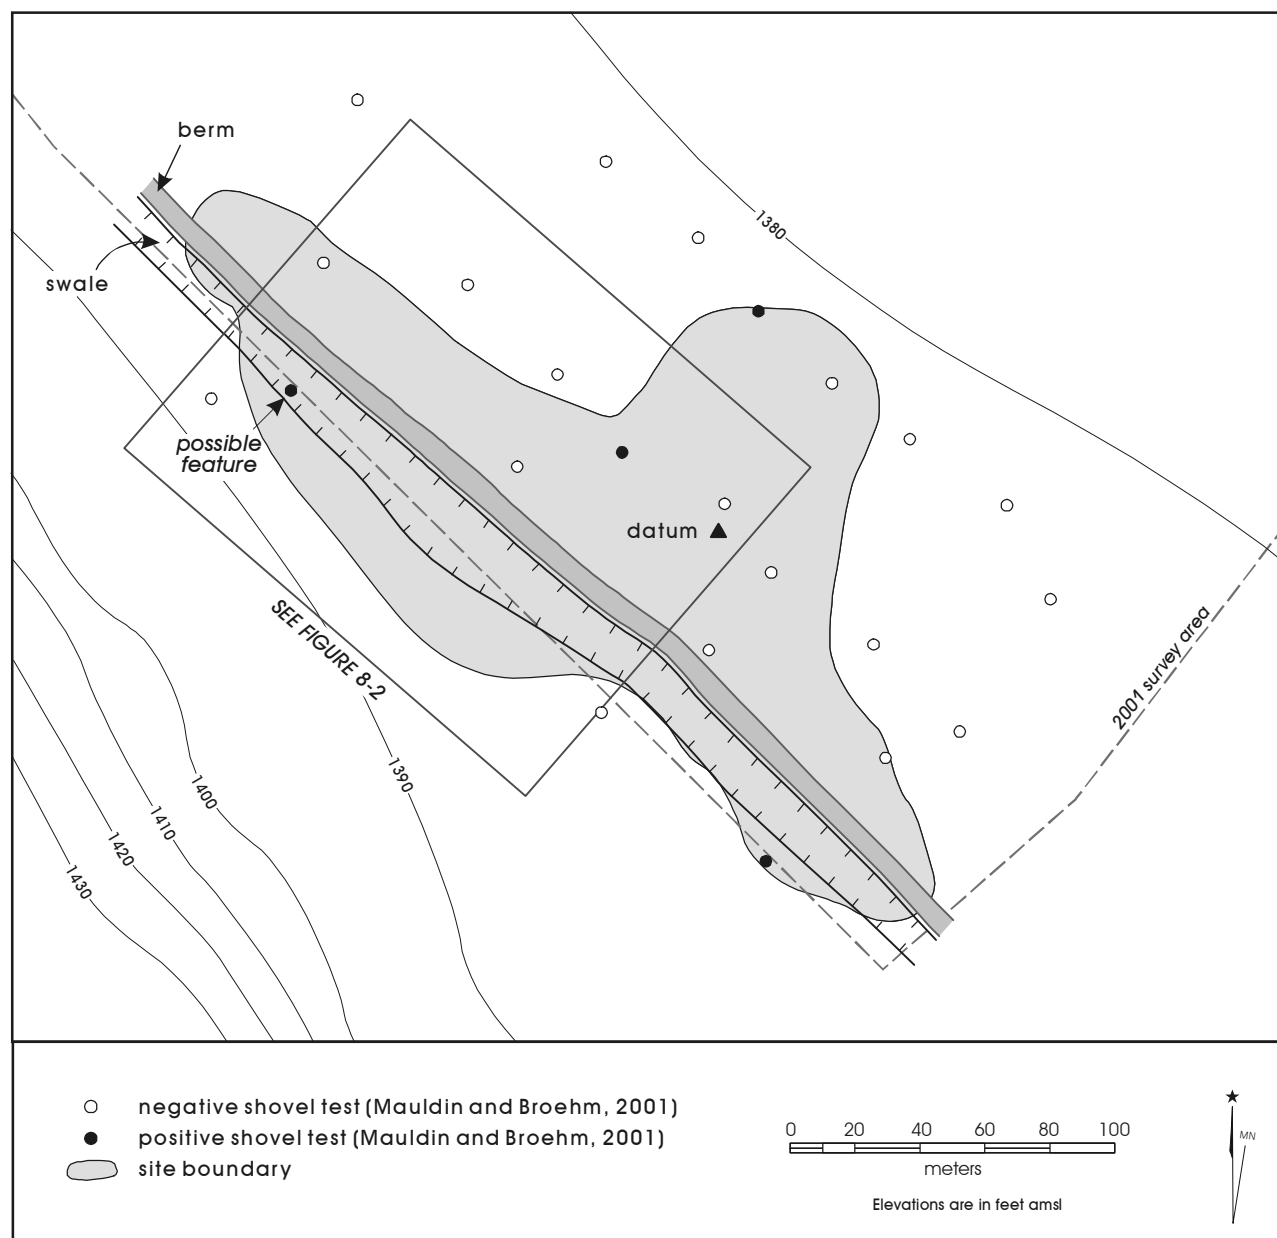 berm
1380
swale
possible
feature
datum
SEE FIGURE 8-2
2001 survey area
1390
1400
1410
1420
1430
negative shovel test (Mauldin and Broehm, 2001)
positive shovel test (Mauldin and Broehm, 2001)
site boundary
0 20 40 60 80 100
meters
Elevations are in feet amsl
MN